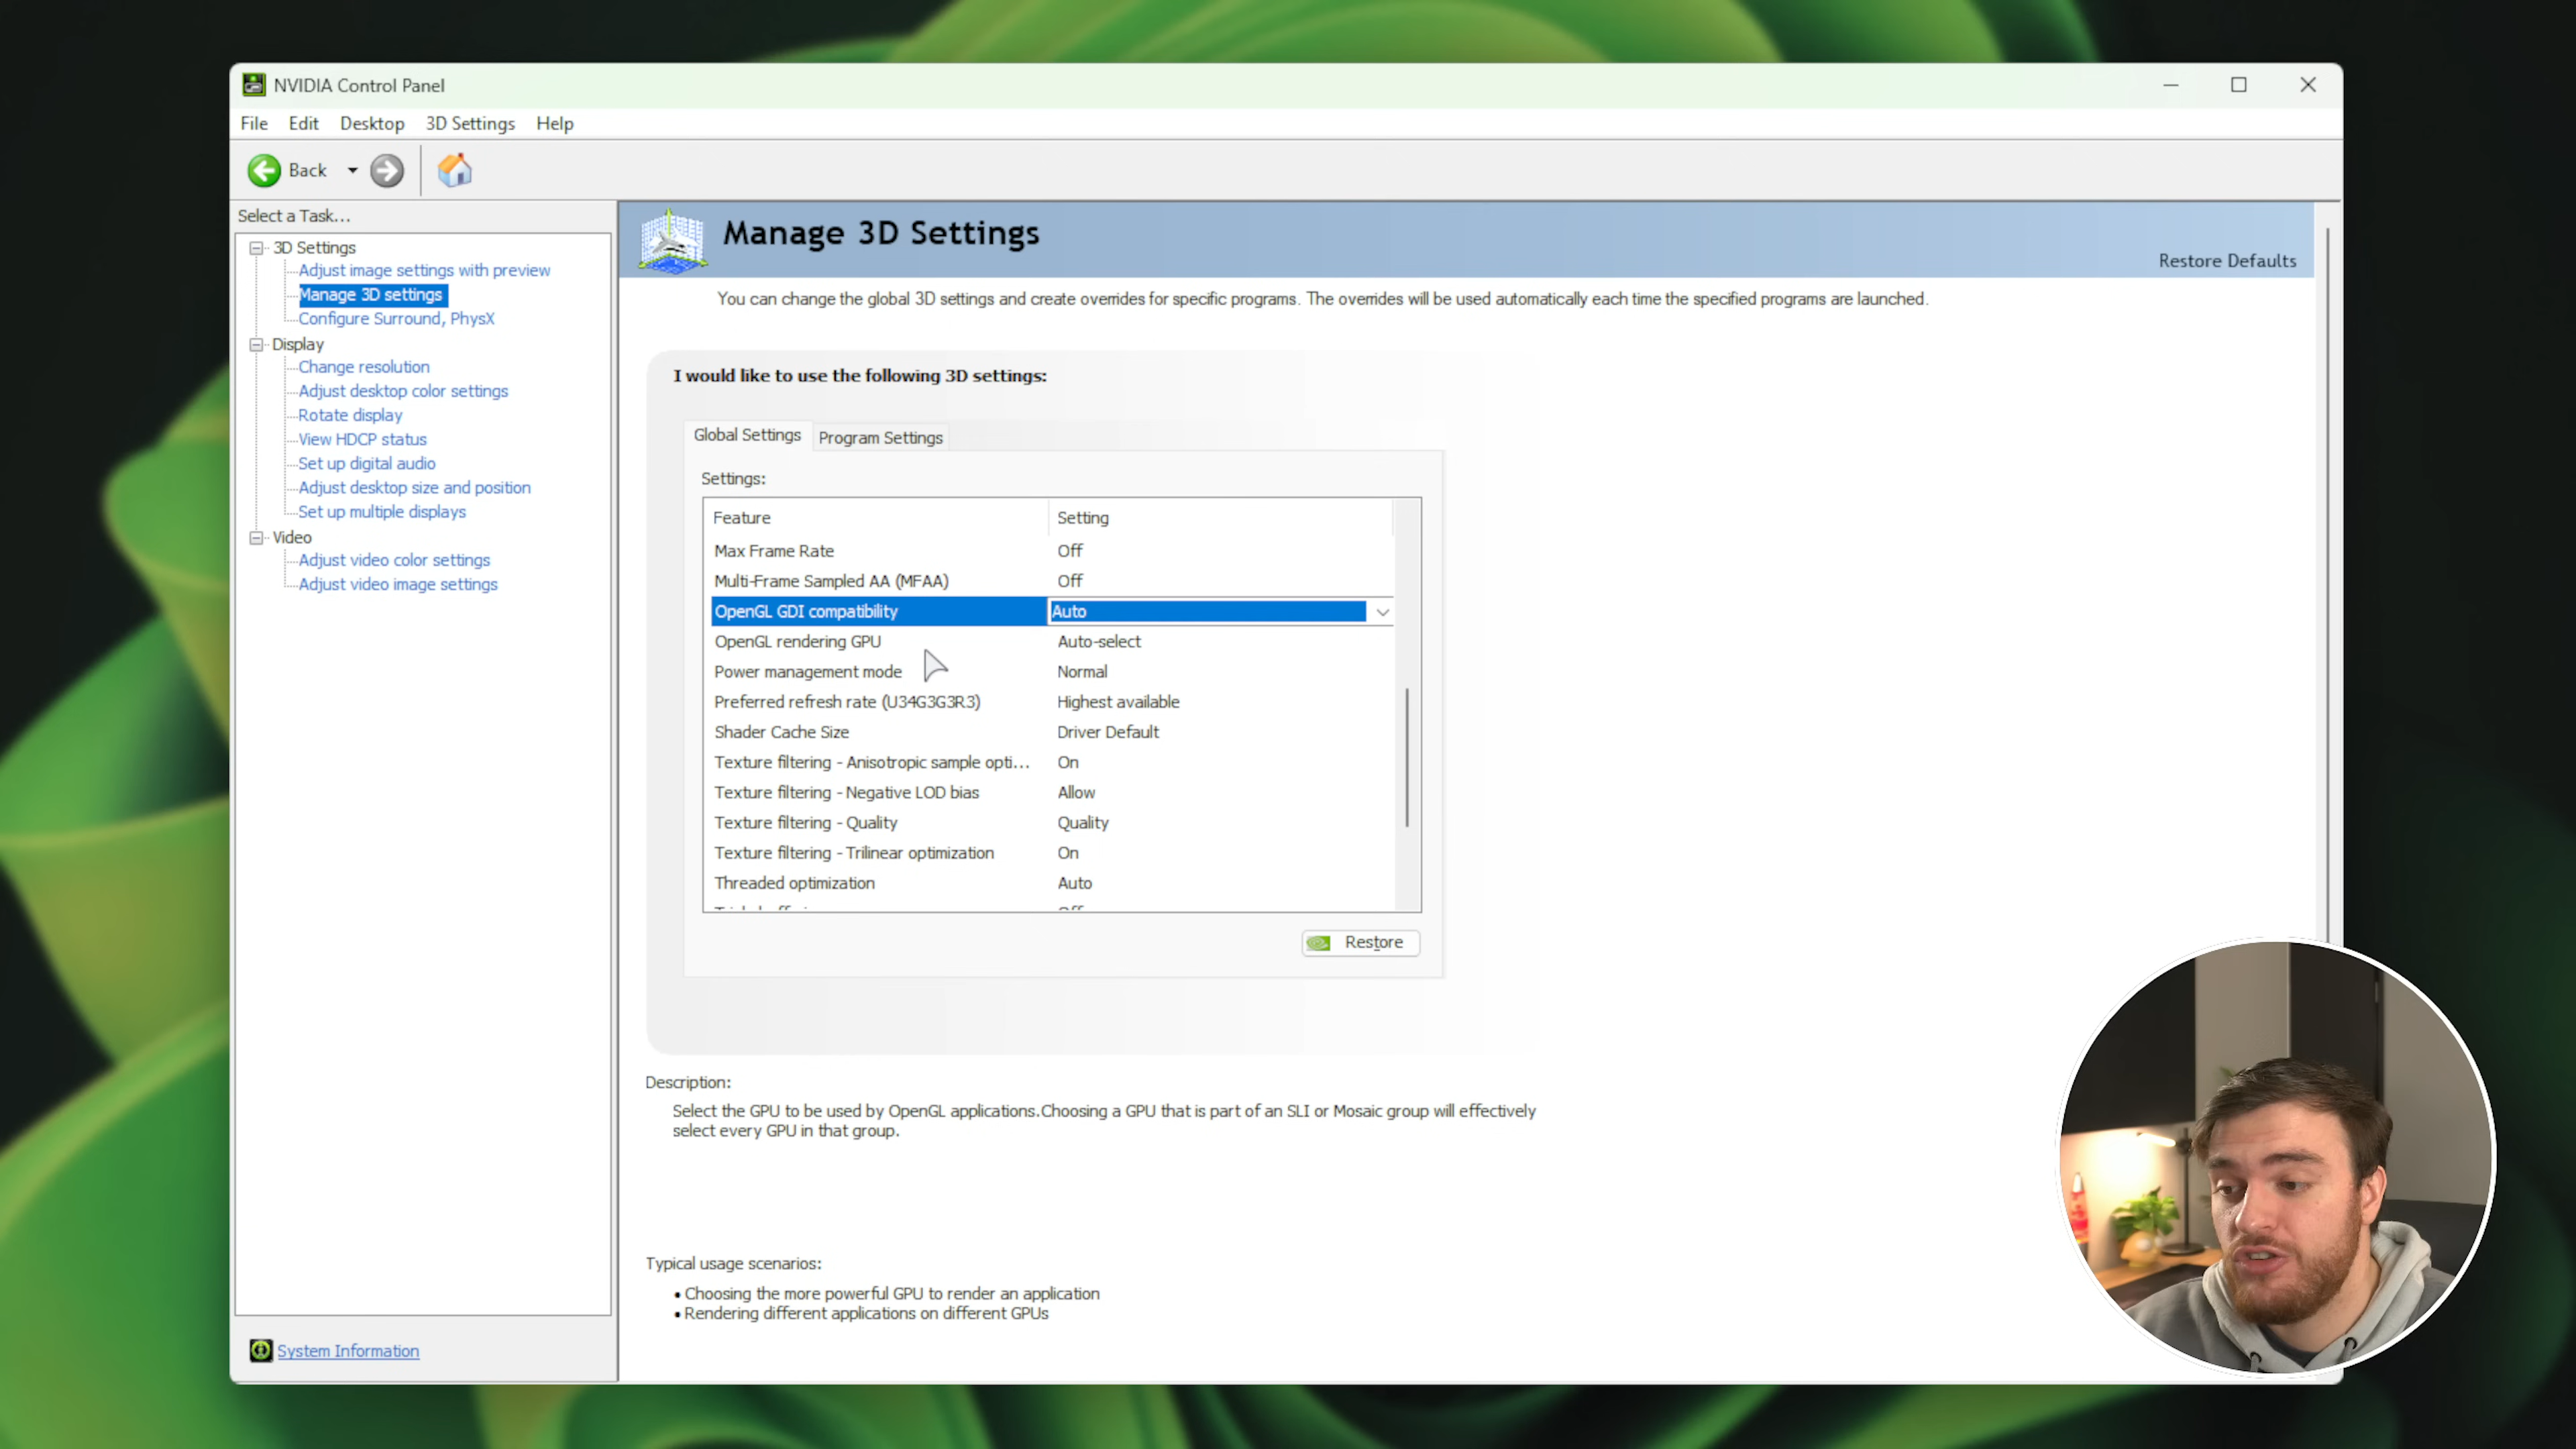 NVIDIA Control Panel
File Edit Desktop 3D Settings Help
Back
Select a Task...
3D Settings
Adjust image settings with preview
Manage 3D settings
Configure Surround, PhysX
Display
Change resolution
Adjust desktop color settings
Rotate display
View HDCP status
Set up digital audio
Adjust desktop size and position
Set up multiple displays
Video
Adjust video color settings
Adjust video image settings
System Information
Manage 3D Settings
Restore Defaults
You can change the global 3D settings and create overrides for specific programs. The overrides will be used automatically each time the specified programs are launched.
I would like to use the following 3D settings:
Global Settings Program Settings
Settings:
Feature Setting
Max Frame Rate Off
Multi-Frame Sampled AA (MFAA) Off
OpenGL GDI compatibility Auto
OpenGL rendering GPU Auto-select
Power management mode Normal
Preferred refresh rate (U34G3G3R3) Highest available
Shader Cache Size Driver Default
Texture filtering - Anisotropic sample opti... On
Texture filtering - Negative LOD bias Allow
Texture filtering - Quality Quality
Texture filtering - Trilinear optimization On
Threaded optimization Auto
Restore
Description:
Select the GPU to be used by OpenGL applications.Choosing a GPU that is part of an SLI or Mosaic group will effectively
select every GPU in that group.
Typical usage scenarios:
• Choosing the more powerful GPU to render an application
• Rendering different applications on different GPUs